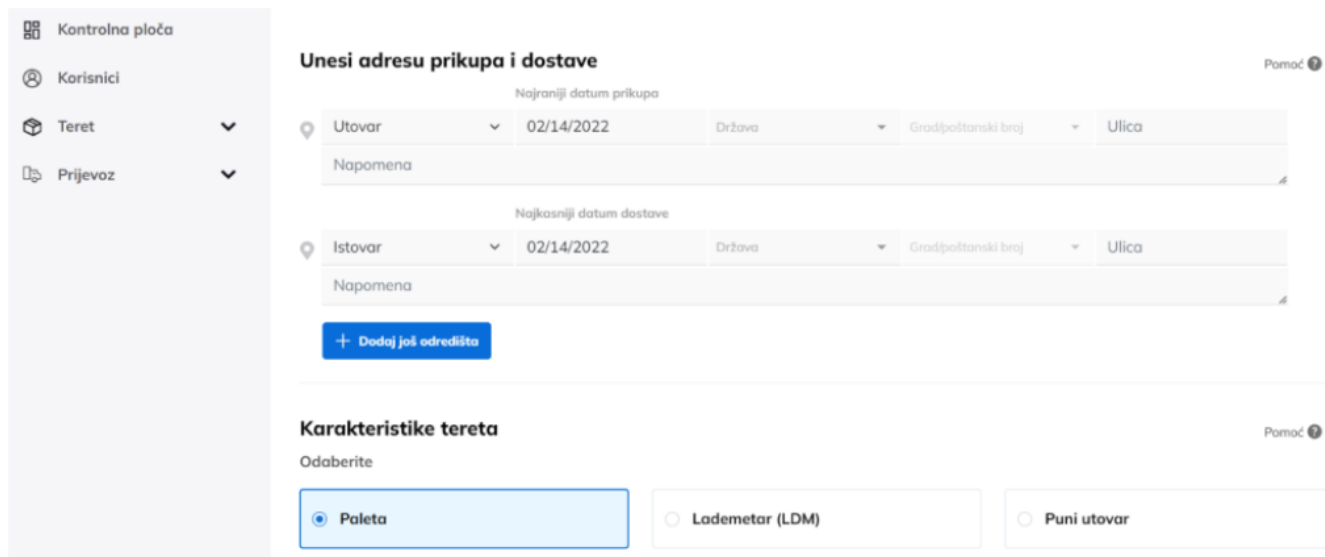 Kontrolna ploča
Korisnici
Teret
Prijevoz
Unesi adresu prikupa i dostave
Pomoć ?
Najraniji datum prikupa
Utovar 02/14/2022 Država Grad/poštanski broj Ulica
Napomena
Najkasniji datum dostave
Istovar 02/14/2022 Država Grad/poštanski broj Ulica
Napomena
+ Dodaj još odredišta
Karakteristike tereta
Pomoć ?
Odaberite
Paleta Lademetar (LDM) Puni utovar